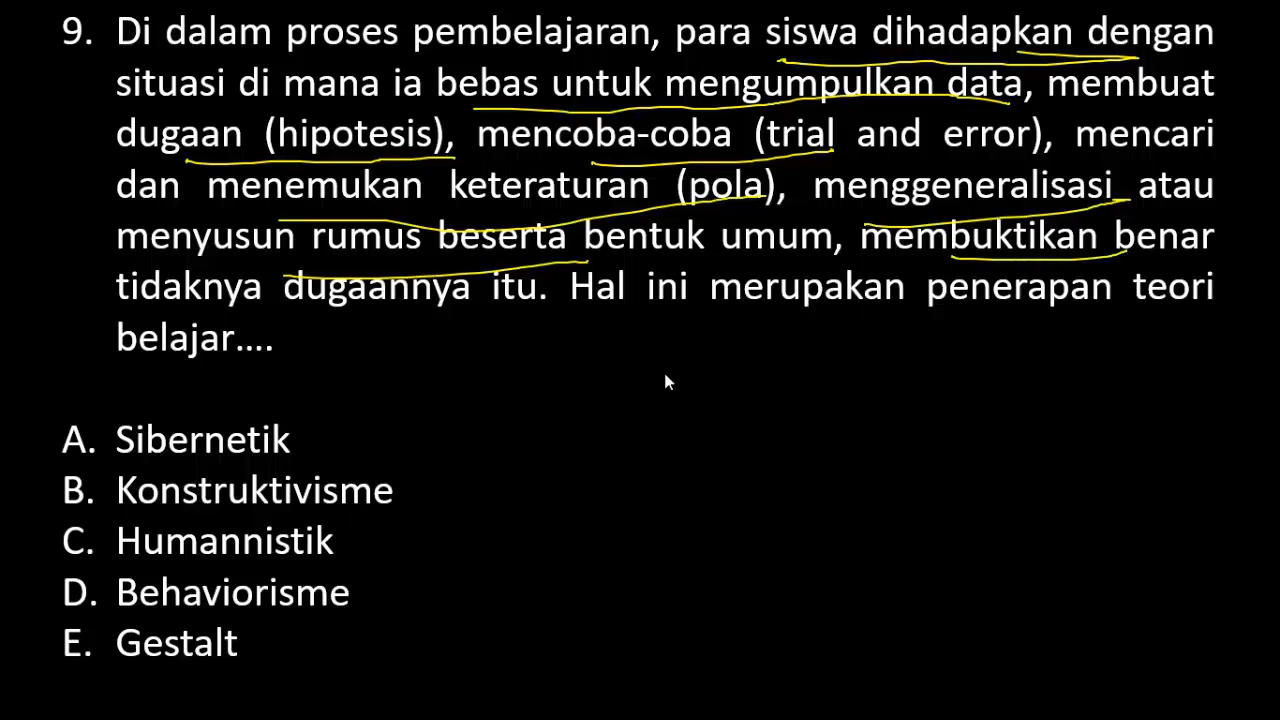 9. Di dalam proses pembelajaran, para siswa dihadapkan dengan
situasi di mana ia bebas untuk mengumpulkan data, membuat
dugaan (hipotesis), mencoba-coba (trial and error), mencari
dan menemukan keteraturan (pola), menggeneralisasi atau
menyusun rumus beserta bentuk umum, membuktikan benar
tidaknya dugaannya itu. Hal ini merupakan penerapan teori
belajar....
A. Sibernetik
B. Konstruktivisme
C. Humannistik
D. Behaviorisme
E. Gestalt